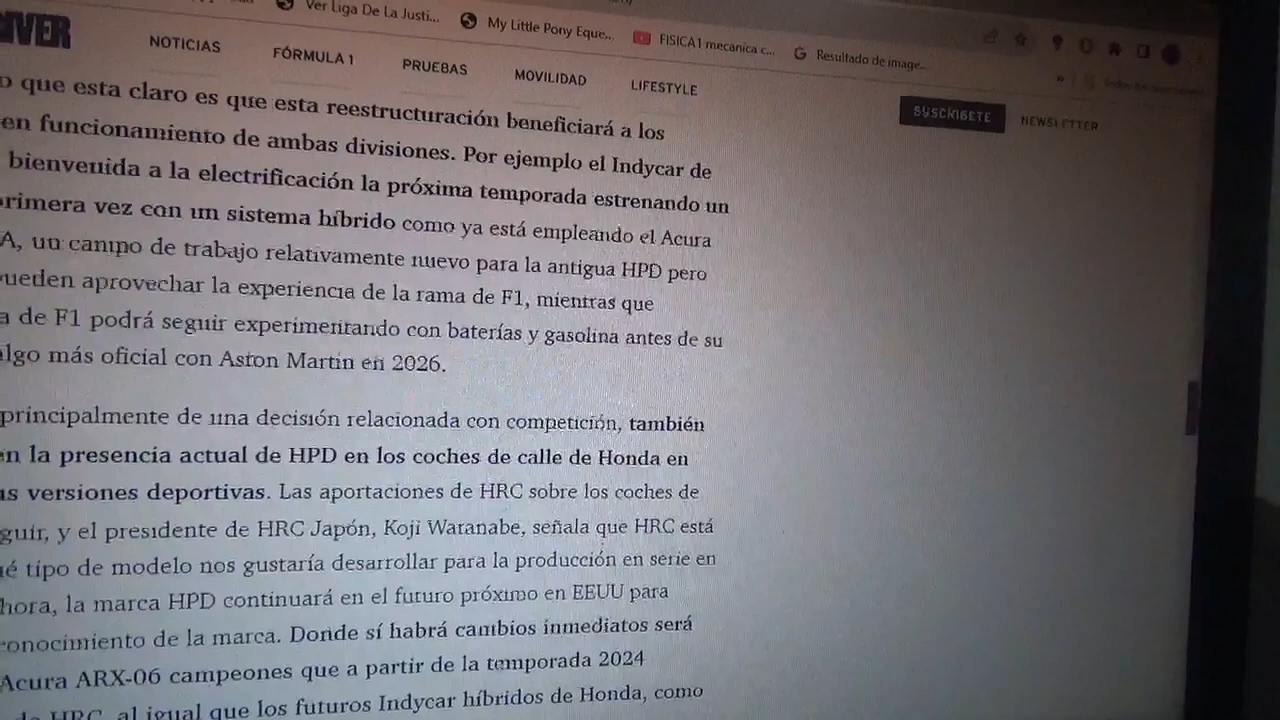 Ver Liga De La Justi...
My Little Pony Eque...
FISICA1 mecanica c...
Resultado de image...
NOTICIAS
FÓRMULA 1
PRUEBAS
MOVILIDAD
LIFESTYLE
SUSCRÍBETE
NEWSLETTER
que esta claro es que esta reestructuración beneficiará a los
en funcionamiento de ambas divisiones. Por ejemplo el Indycar de
bienvenida a la electrificación la próxima temporada estrenando un
rimera vez con un sistema híbrido como ya está empleando el Acura
A, un campo de trabajo relativamente nuevo para la antigua HPD pero
ueden aprovechar la experiencia de la rama de F1, mientras que
a de F1 podrá seguir experimentando con baterías y gasolina antes de su
algo más oficial con Aston Martin en 2026.
principalmente de una decisión relacionada con competición, también
en la presencia actual de HPD en los coches de calle de Honda en
as versiones deportivas. Las aportaciones de HRC sobre los coches de
guir, y el presidente de HRC Japón, Koji Watanabe, señala que HRC está
ué tipo de modelo nos gustaría desarrollar para la producción en serie en
hora, la marca HPD continuará en el futuro próximo en EEUU para
conocimiento de la marca. Donde sí habrá cambios inmediatos será
Acura ARX-06 campeones que a partir de la temporada 2024
de HRC, al igual que los futuros Indycar híbridos de Honda, como